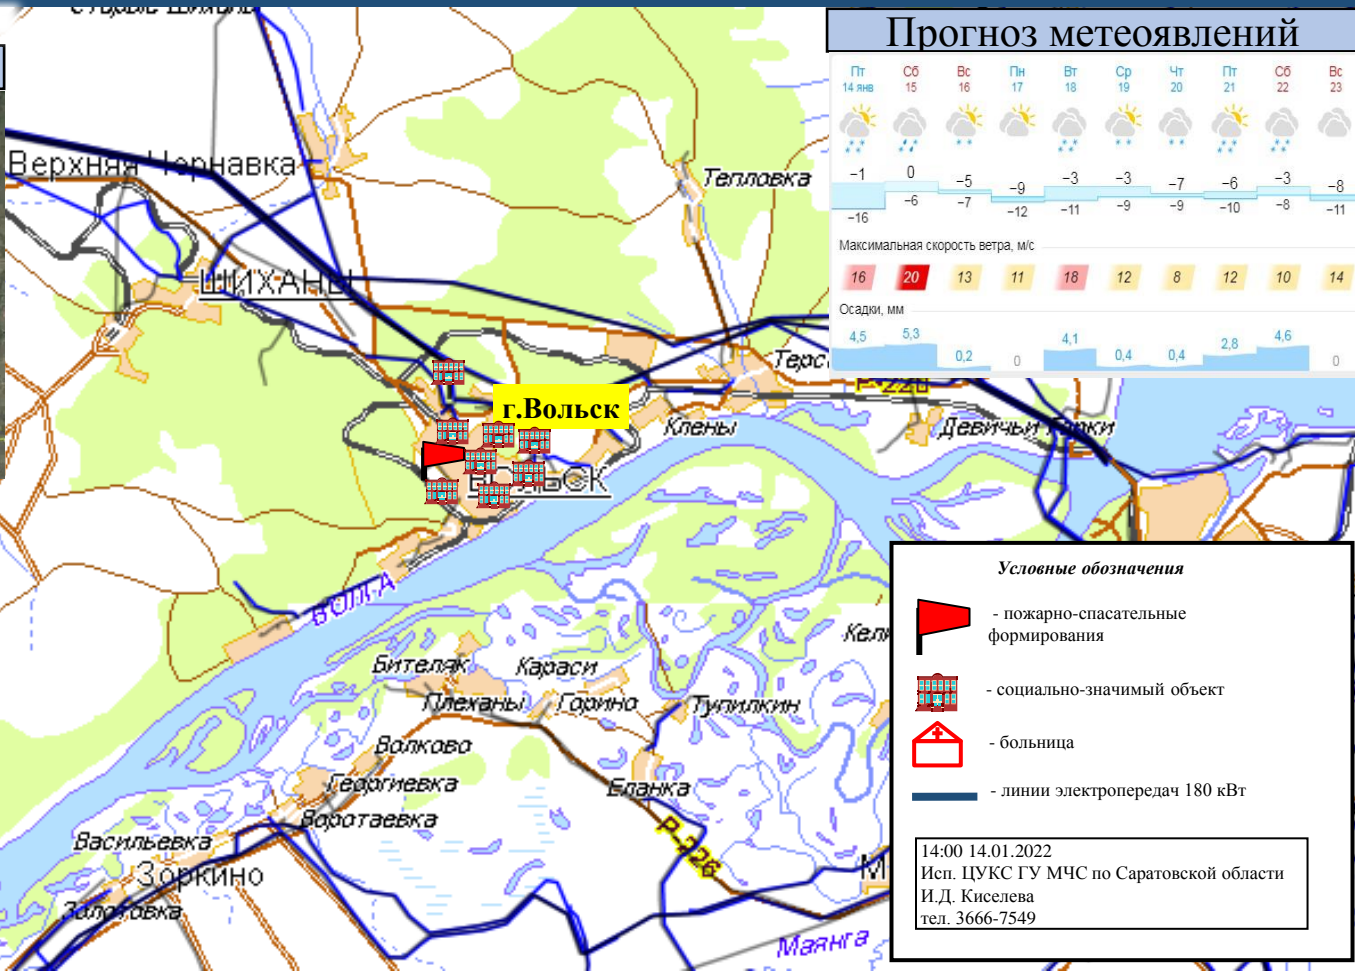 Старые Шиханы
Прогноз метеоявлений
Пт Сб Вс Пн Вт Ср Чт Пт Сб Вс
14 янв 15 16 17 18 19 20 21 22 23
−1 0 −5 −9 −3 −3 −7 −6 −3 −8
−16 −6 −7 −12 −11 −9 −9 −10 −8 −11
Максимальная скорость ветра, м/с
16 20 13 11 18 12 8 12 10 14
Осадки, мм
4,5 5,3 0,2 0 4,1 0,4 0,4 2,8 4,6 0
Верхняя Чернавка
Тепловка
ШИХАНЫ
Терс
Р-226
г.Вольск
Клены
Девичьи Горки
ВОЛЬСК
ВОЛГА
Бителяк
Караси
Плеханы
Горино
Тупилкин
Волково
Георгиевка
Еланка
Воротаевка
Васильевка
Р-226
Зоркино
Золотовка
Маянга
М
Условные обозначения
- пожарно-спасательные
формирования
- социально-значимый объект
- больница
- линии электропередач 180 кВт
14:00 14.01.2022
Исп. ЦУКС ГУ МЧС по Саратовской области
И.Д. Киселева
тел. 3666-7549